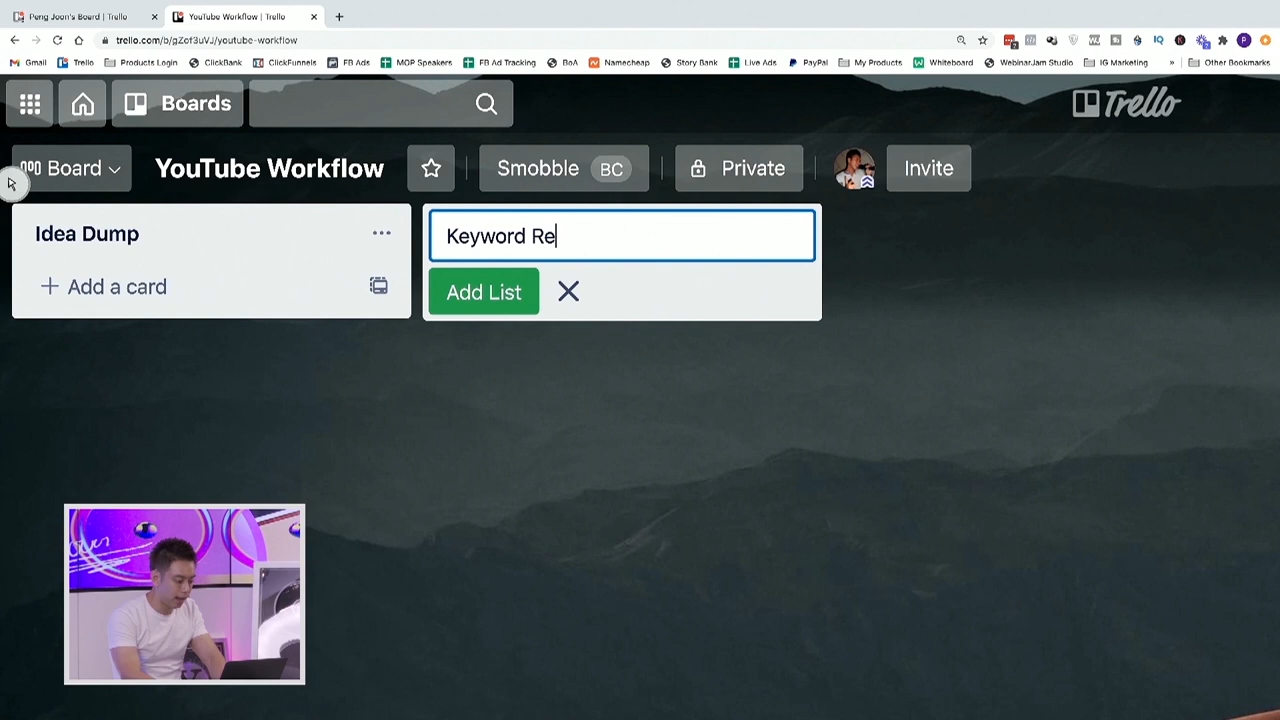 Peng Joon's Board | Trello
YouTube Workflow | Trello
trello.com/b/gZof3uVJ/youtube-workflow
Gmail Trello Products Login ClickBank ClickFunnels FB Ads MOP Speakers FB Ad Tracking BoA Namecheap Story Bank Live Ads PayPal My Products Whiteboard WebinarJam Studio IG Marketing » Other Bookmarks
Boards
Trello
Board YouTube Workflow Smobble BC Private Invite
Idea Dump
Keyword Re
+ Add a card
Add List